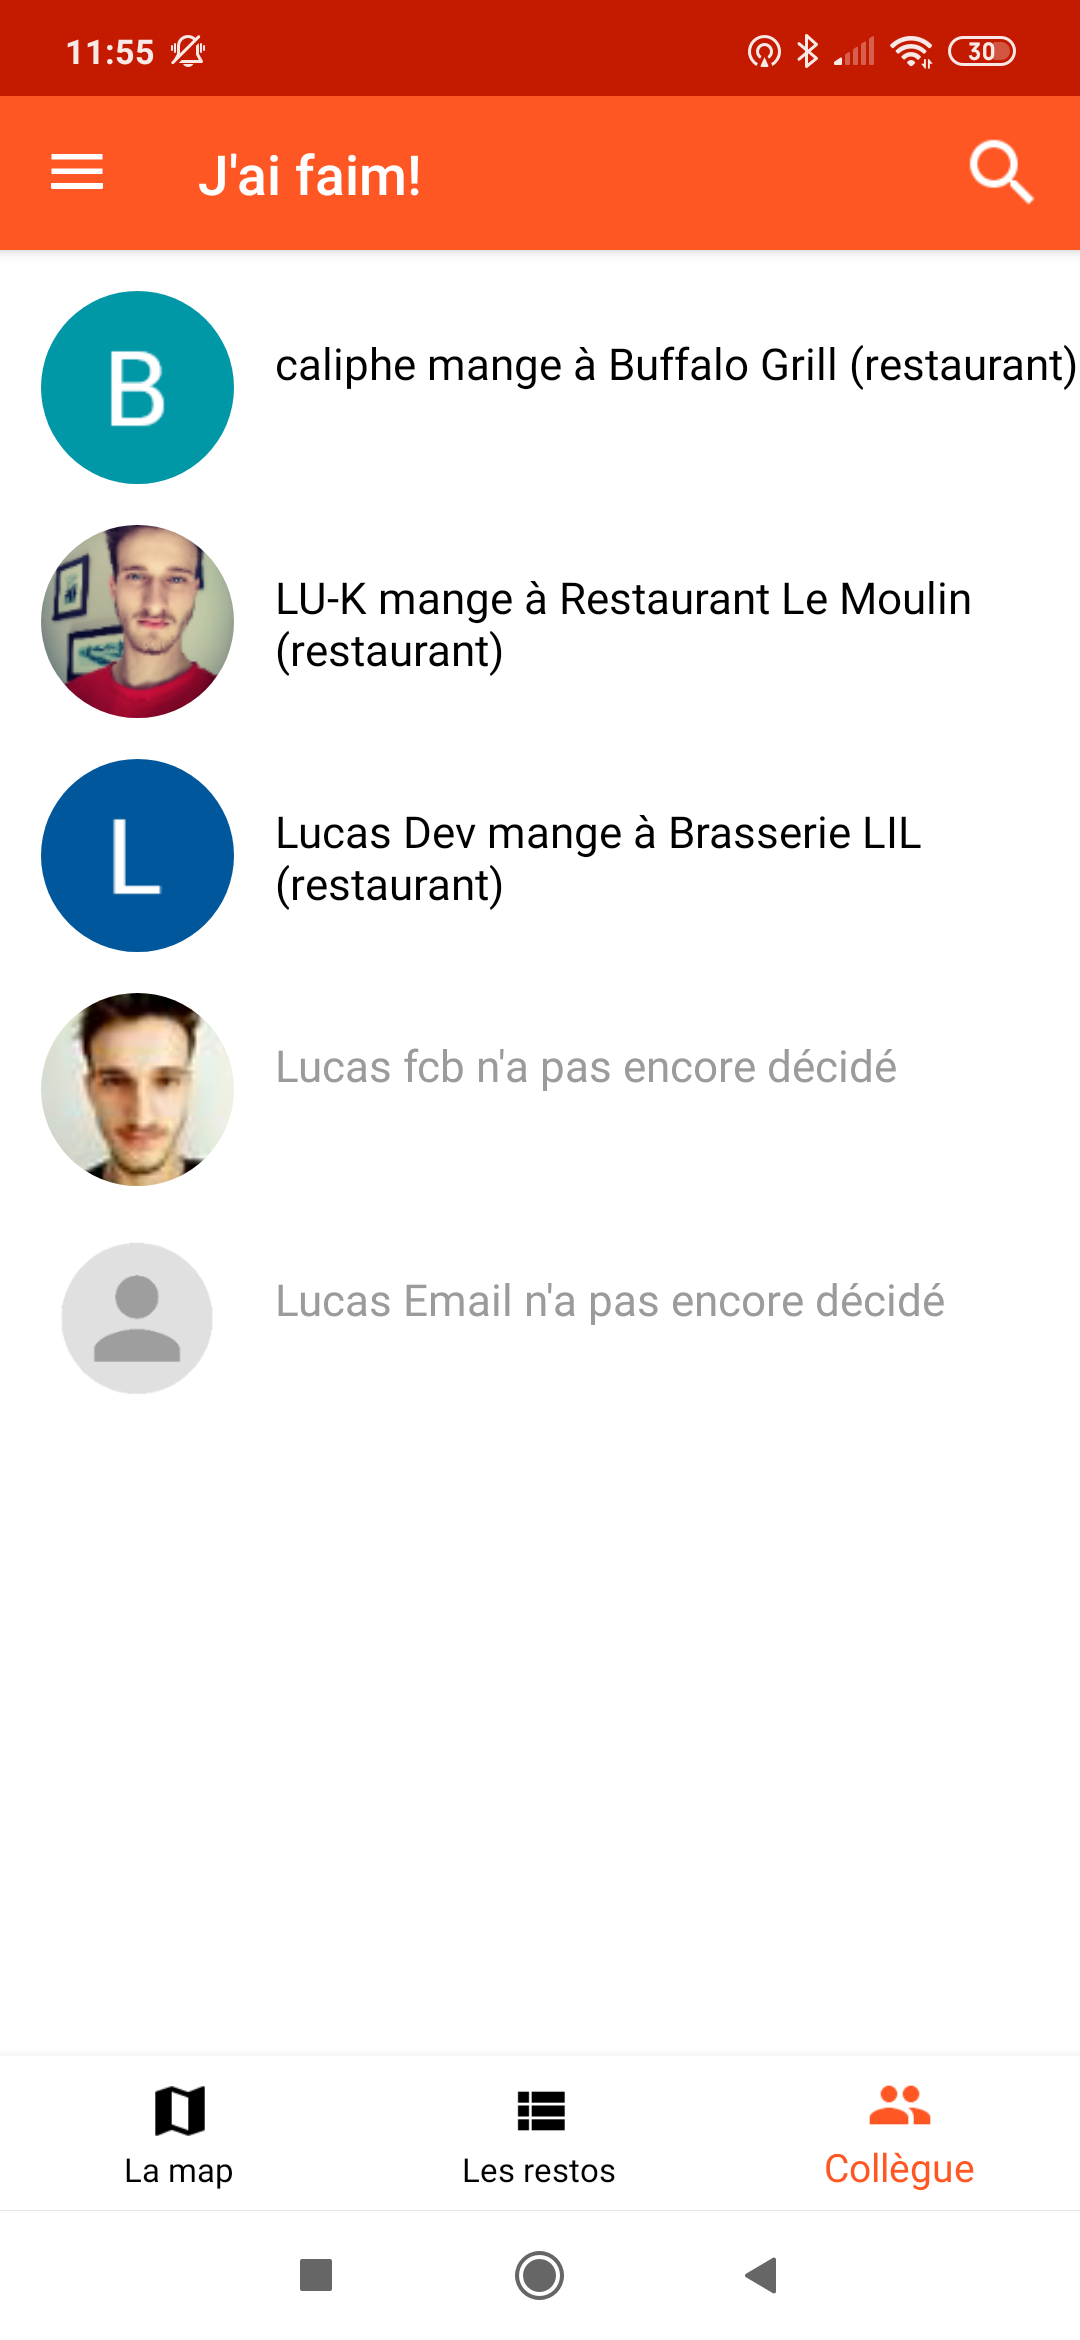 11:55
30
J'ai faim!
B
caliphe mange à Buffalo Grill (restaurant)
LU-K mange à Restaurant Le Moulin
(restaurant)
L
Lucas Dev mange à Brasserie LIL
(restaurant)
Lucas fcb n'a pas encore décidé
Lucas Email n'a pas encore décidé
La map
Les restos
Collègue